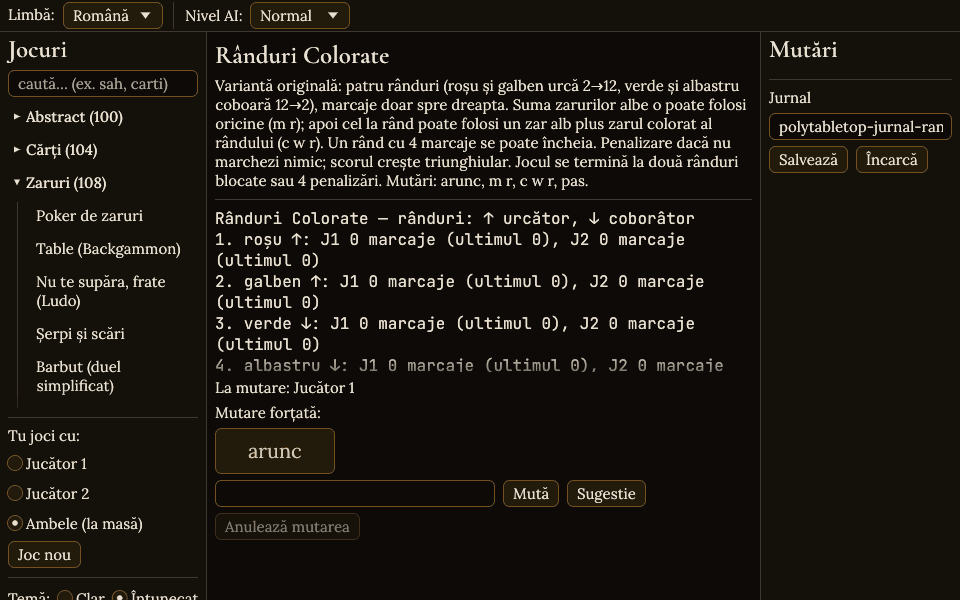 Limbă: Română ▼ Nivel AI: Normal ▼
Jocuri
caută... (ex. sah, carti)
▸ Abstract (100)
▸ Cărți (104)
▾ Zaruri (108)
Poker de zaruri
Table (Backgammon)
Nu te supăra, frate
(Ludo)
Șerpi și scări
Barbut (duel
simplificat)
Tu joci cu:
Jucător 1
Jucător 2
Ambele (la masă)
Joc nou
Temă: Clar Întunecat
Rânduri Colorate
Variantă originală: patru rânduri (roșu și galben urcă 2→12, verde și albastru
coboară 12→2), marcaje doar spre dreapta. Suma zarurilor albe o poate folosi
oricine (m r); apoi cel la rând poate folosi un zar alb plus zarul colorat al
rândului (c w r). Un rând cu 4 marcaje se poate încheia. Penalizare dacă nu
marchezi nimic; scorul crește triunghiular. Jocul se termină la două rânduri
blocate sau 4 penalizări. Mutări: arunc, m r, c w r, pas.
Rânduri Colorate — rânduri: ↑ urcător, ↓ coborâtor
1. roșu ↑: J1 0 marcaje (ultimul 0), J2 0 marcaje
(ultimul 0)
2. galben ↑: J1 0 marcaje (ultimul 0), J2 0 marcaje
(ultimul 0)
3. verde ↓: J1 0 marcaje (ultimul 0), J2 0 marcaje
(ultimul 0)
4. albastru ↓: J1 0 marcaje (ultimul 0), J2 0 marcaje
La mutare: Jucător 1
Mutare forțată:
arunc
Mută Sugestie
Anulează mutarea
Mutări
Jurnal
polytabletop-jurnal-ran
Salvează Încarcă